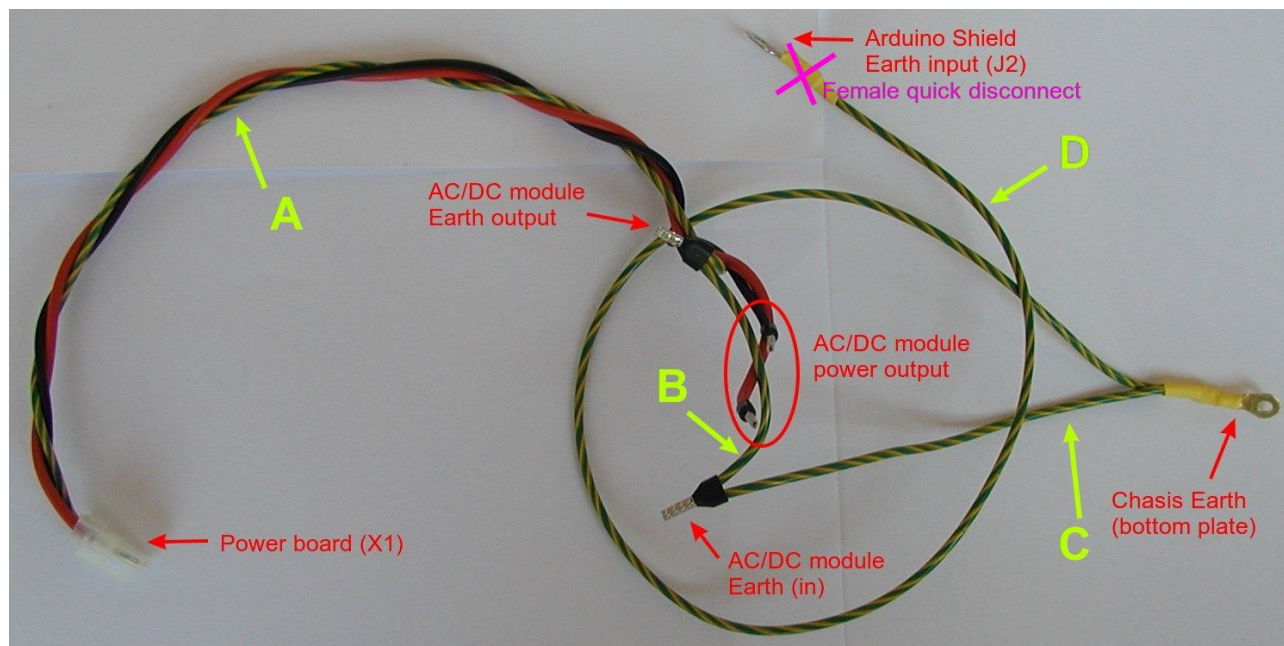 Arduino Shield
Earth input (J2)
Female quick disconnect
D
A
AC/DC module
Earth output
AC/DC module
power output
B
Chasis Earth
(bottom plate)
C
Power board (X1)
AC/DC module
Earth (in)